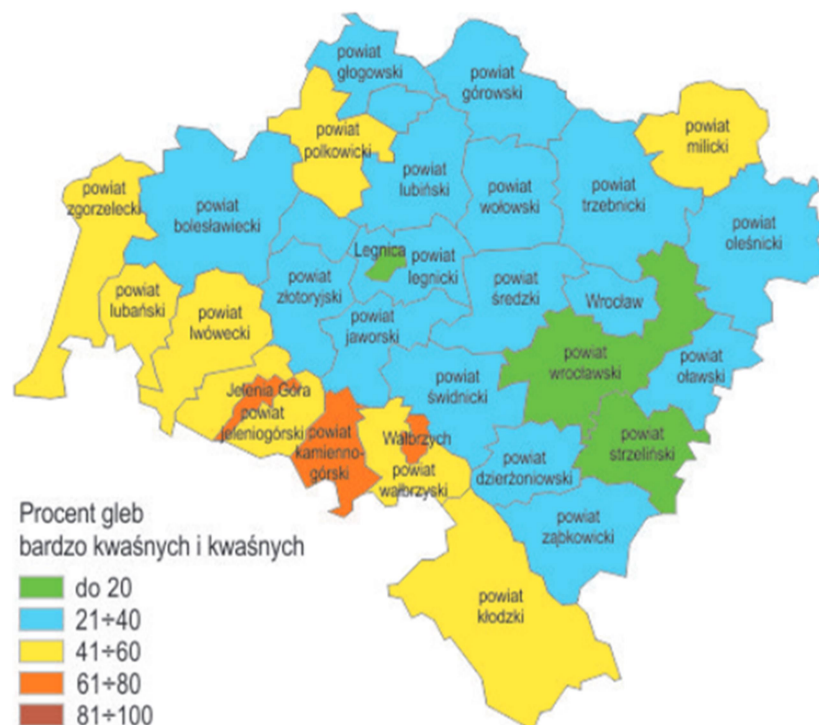 powiat
głogowski
powiat
górowski
powiat
polkowicki
powiat
milicki
powiat
zgorzelecki
powiat
bolesławiecki
powiat
lubiński
powiat
wołowski
powiat
trzebnicki
powiat
oleśnicki
Legnica
powiat
legnicki
powiat
złotoryjski
powiat
średzki
Wrocław
powiat
lubański
powiat
lwówecki
powiat
jaworski
powiat
wrocławski
powiat
oławski
Jelenia Góra
powiat
jeleniogórski
powiat
świdnicki
powiat
kamienno-
górski
Wałbrzych
powiat
wałbrzyski
powiat
dzierżoniowski
powiat
strzeliński
powiat
ząbkowicki
powiat
kłodzki
Procent gleb
bardzo kwaśnych i kwaśnych
do 20
21÷40
41÷60
61÷80
81÷100